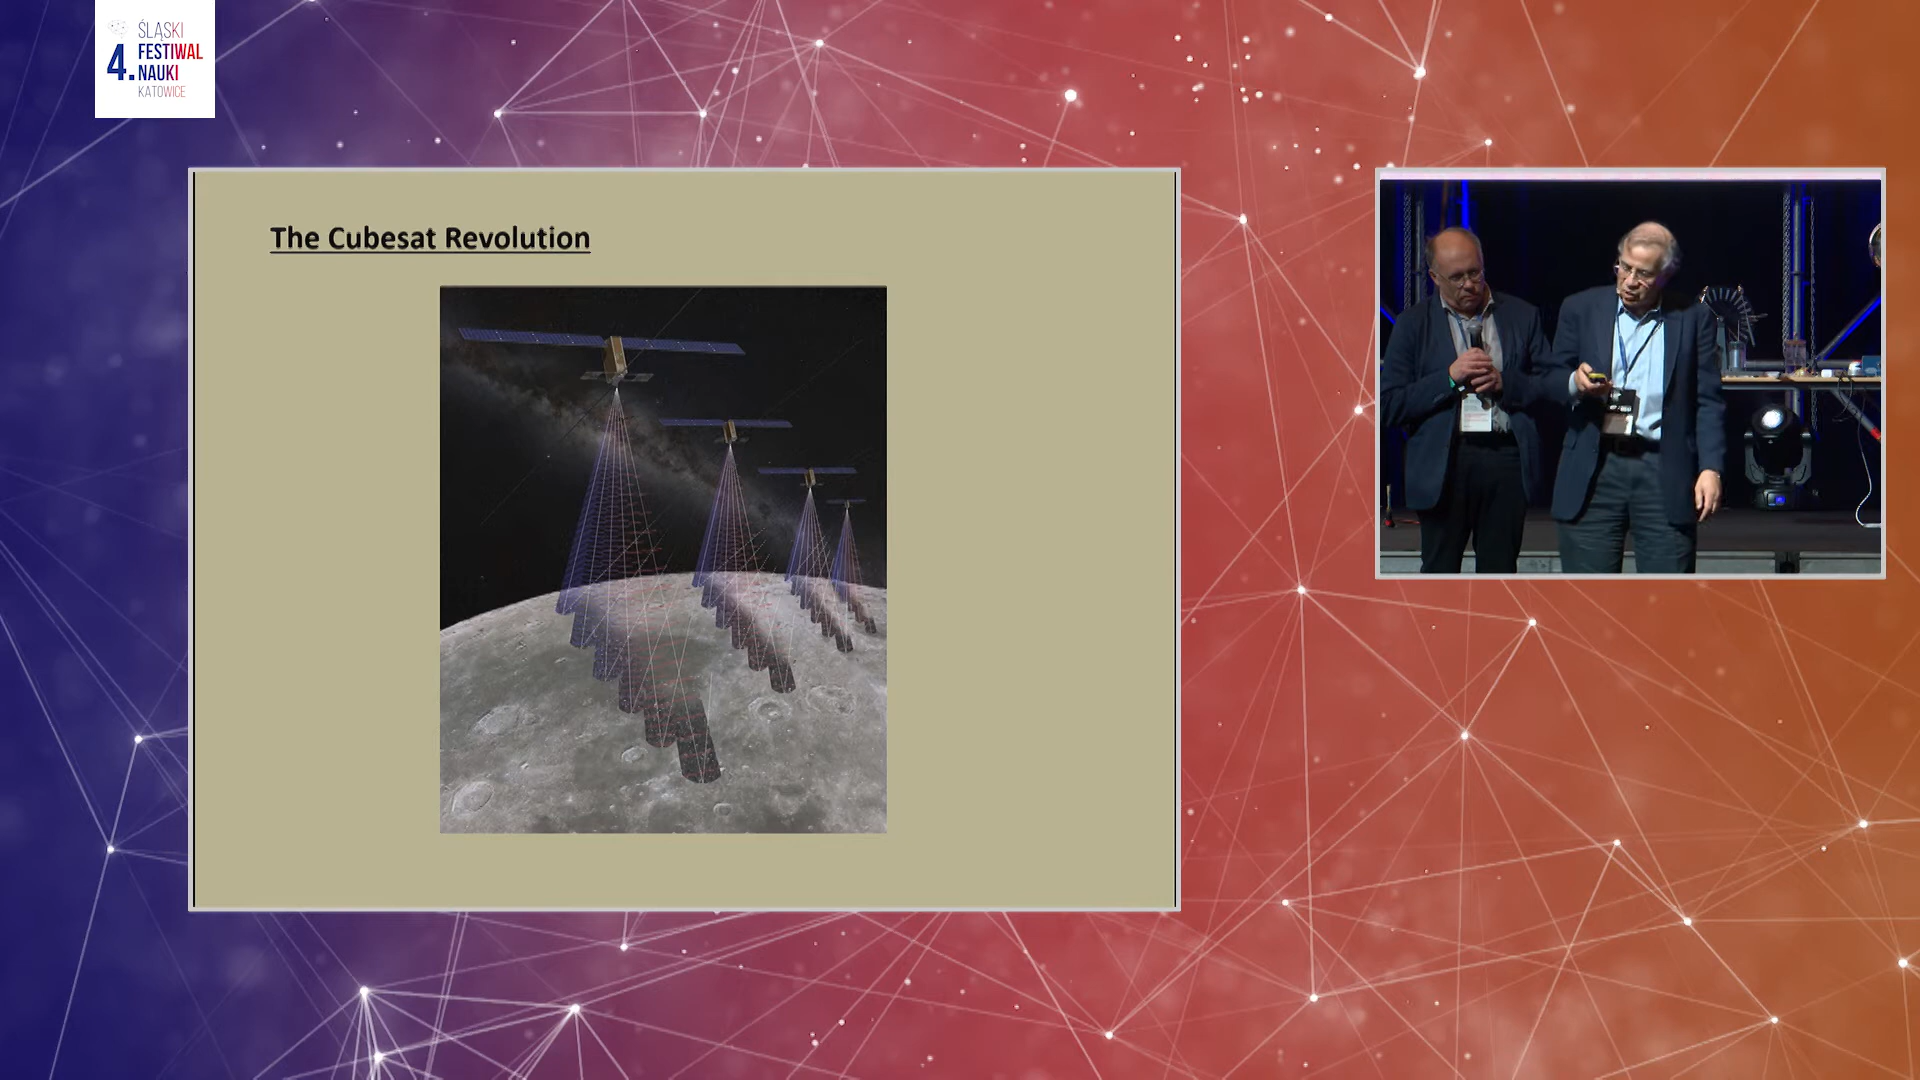 ŚLĄSKI
4. FESTIWAL
NAUKI
KATOWICE
The Cubesat Revolution